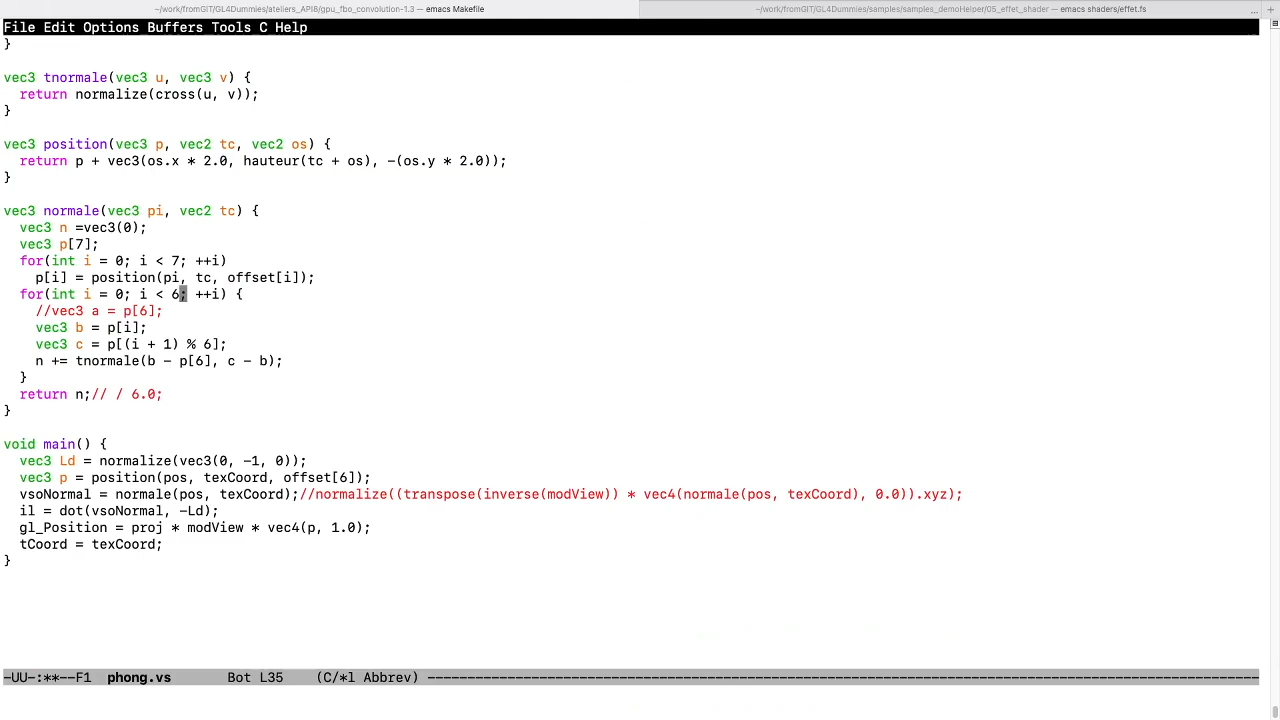 ~/work/fromGIT/GL4Dummies/ateliers_API8/gpu_fbo_convolution-1.3 — emacs Makefile
~/work/fromGIT/GL4Dummies/samples/samples_demoHelper/05_effet_shader — emacs shaders/effet.fs
... +
File Edit Options Buffers Tools C Help
}

vec3 tnormale(vec3 u, vec3 v) {
  return normalize(cross(u, v));
}

vec3 position(vec3 p, vec2 tc, vec2 os) {
  return p + vec3(os.x * 2.0, hauteur(tc + os), -(os.y * 2.0));
}

vec3 normale(vec3 pi, vec2 tc) {
  vec3 n =vec3(0);
  vec3 p[7];
  for(int i = 0; i < 7; ++i)
    p[i] = position(pi, tc, offset[i]);
  for(int i = 0; i < 6; ++i) {
    //vec3 a = p[6];
    vec3 b = p[i];
    vec3 c = p[(i + 1) % 6];
    n += tnormale(b - p[6], c - b);
  }
  return n;// / 6.0;
}

void main() {
  vec3 Ld = normalize(vec3(0, -1, 0));
  vec3 p = position(pos, texCoord, offset[6]);
  vsoNormal = normale(pos, texCoord);//normalize((transpose(inverse(modView)) * vec4(normale(pos, texCoord), 0.0)).xyz);
  il = dot(vsoNormal, -Ld);
  gl_Position = proj * modView * vec4(p, 1.0);
  tCoord = texCoord;
}
-UU-:**--F1  phong.vs       Bot L35    (C/*l Abbrev) --------------------------------------------------------------------------------------------------------